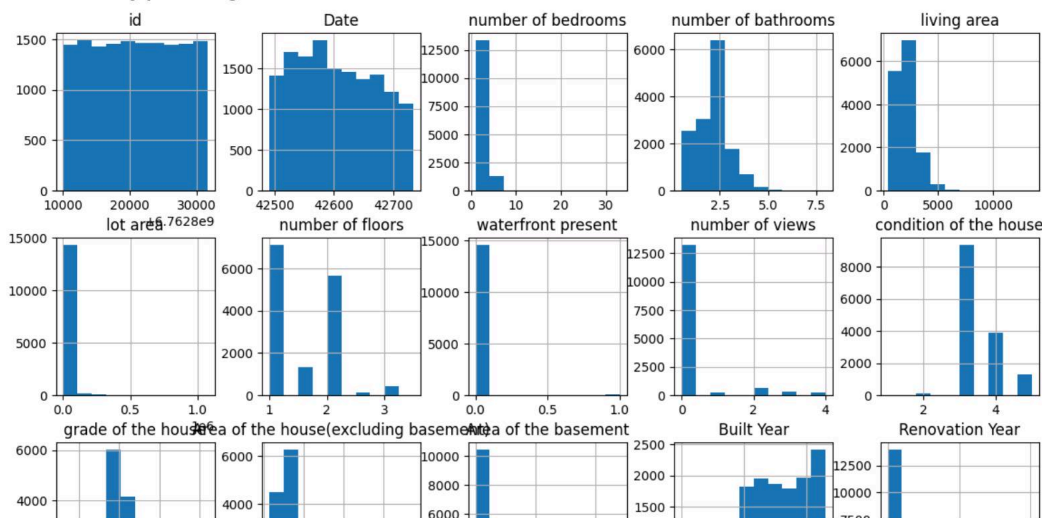 id Date number of bedrooms number of bathrooms living area
1500 1000 500 0
10000 20000 30000
+6.7628e9
1500 1000 500 0
42500 42600 42700
12500 10000 7500 5000 2500 0
0 10 20 30
6000 4000 2000 0
2.5 5.0 7.5
6000 4000 2000 0
0 5000 10000
lot area number of floors waterfront present number of views condition of the house
15000 10000 5000 0
0.0 0.5 1.0
6000 4000 2000 0
1 2 3
15000 10000 5000 0
0.0 0.5 1.0
12500 10000 7500 5000 2500 0
0 2 4
8000 6000 4000 2000 0
2 4
grade of the house Area of the house(excluding basement) Area of the basement Built Year Renovation Year
6000 4000
6000 4000
10000 8000 6000
2500 2000 1500
12500 10000 7500